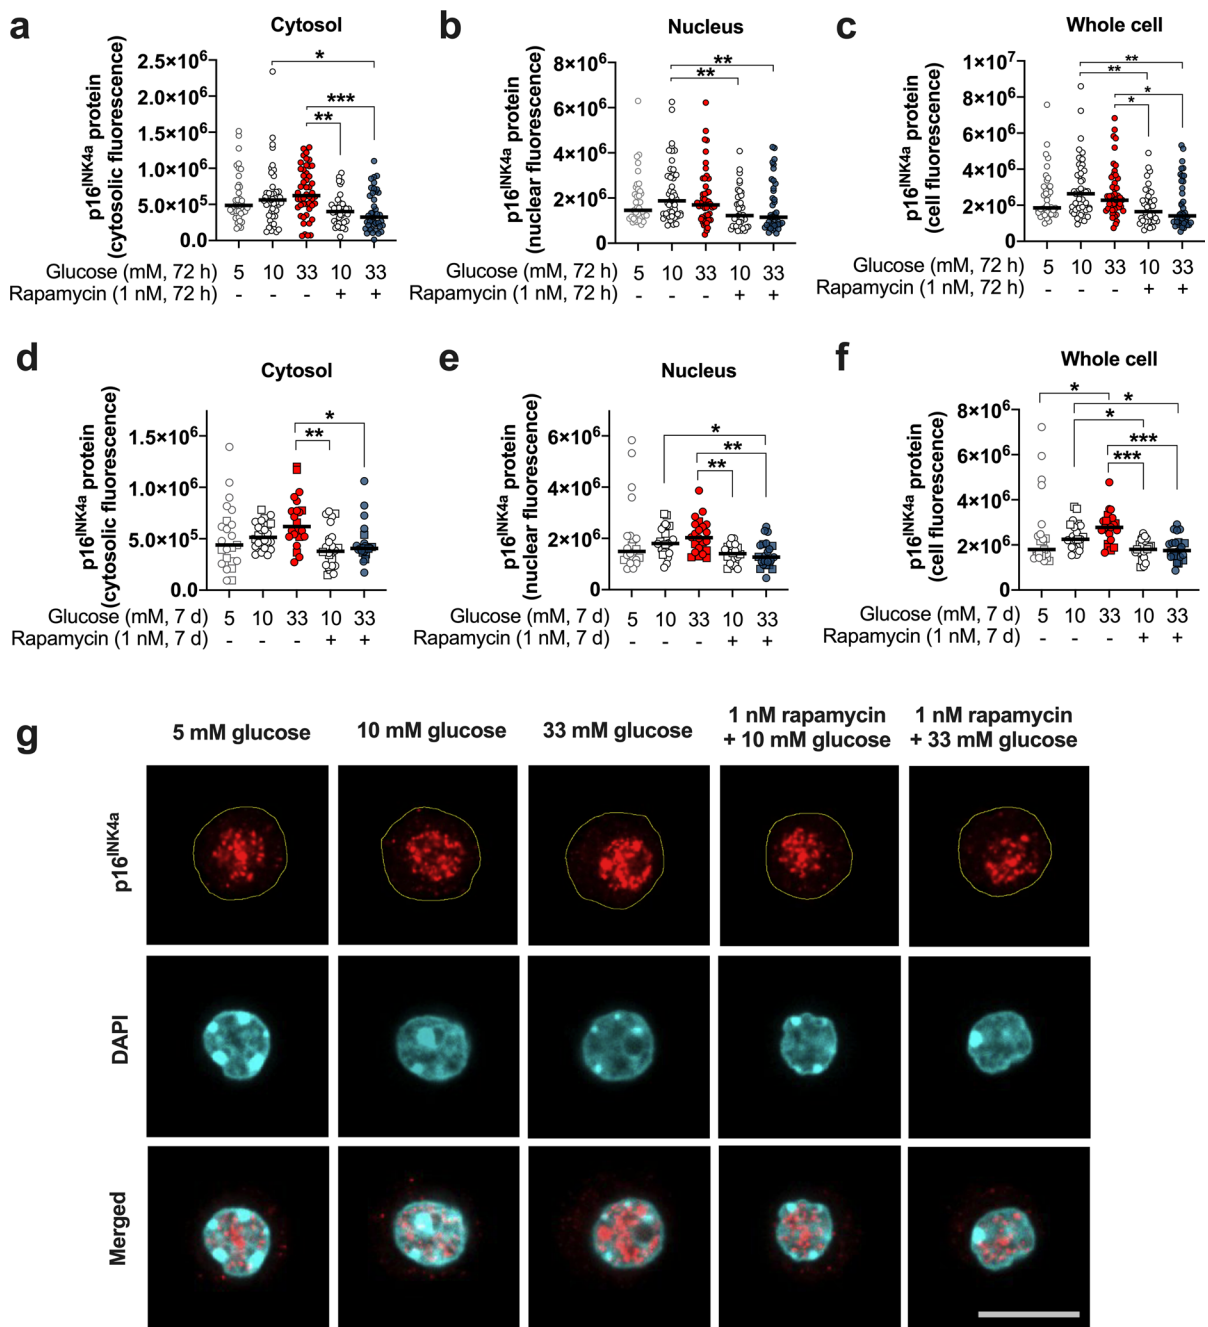 a
Cytosol
p16^INK4a protein
(cytosolic fluorescence)
2.5×10^6
2.0×10^6
1.5×10^6
1.0×10^6
5.0×10^5
0.0
*
***
**
Glucose (mM, 72 h) 5 10 33 10 33
Rapamycin (1 nM, 72 h) - - - + +
b
Nucleus
p16^INK4a protein
(nuclear fluorescence)
8×10^6
6×10^6
4×10^6
2×10^6
0
**
**
Glucose (mM, 72 h) 5 10 33 10 33
Rapamycin (1 nM, 72 h) - - - + +
c
Whole cell
p16^INK4a protein
(cell fluorescence)
1×10^7
8×10^6
6×10^6
4×10^6
2×10^6
0
**
**
*
*
Glucose (mM, 72 h) 5 10 33 10 33
Rapamycin (1 nM, 72 h) - - - + +
d
Cytosol
p16^INK4a protein
(cytosolic fluorescence)
1.5×10^6
1.0×10^6
5.0×10^5
0.0
*
**
Glucose (mM, 7 d) 5 10 33 10 33
Rapamycin (1 nM, 7 d) - - - + +
e
Nucleus
p16^INK4a protein
(nuclear fluorescence)
6×10^6
4×10^6
2×10^6
0
*
**
**
Glucose (mM, 7 d) 5 10 33 10 33
Rapamycin (1 nM, 7 d) - - - + +
f
Whole cell
p16^INK4a protein
(cell fluorescence)
8×10^6
6×10^6
4×10^6
2×10^6
0
*
*
*
***
***
Glucose (mM, 7 d) 5 10 33 10 33
Rapamycin (1 nM, 7 d) - - - + +
g
5 mM glucose
10 mM glucose
33 mM glucose
1 nM rapamycin
+ 10 mM glucose
1 nM rapamycin
+ 33 mM glucose
p16^INK4a
DAPI
Merged